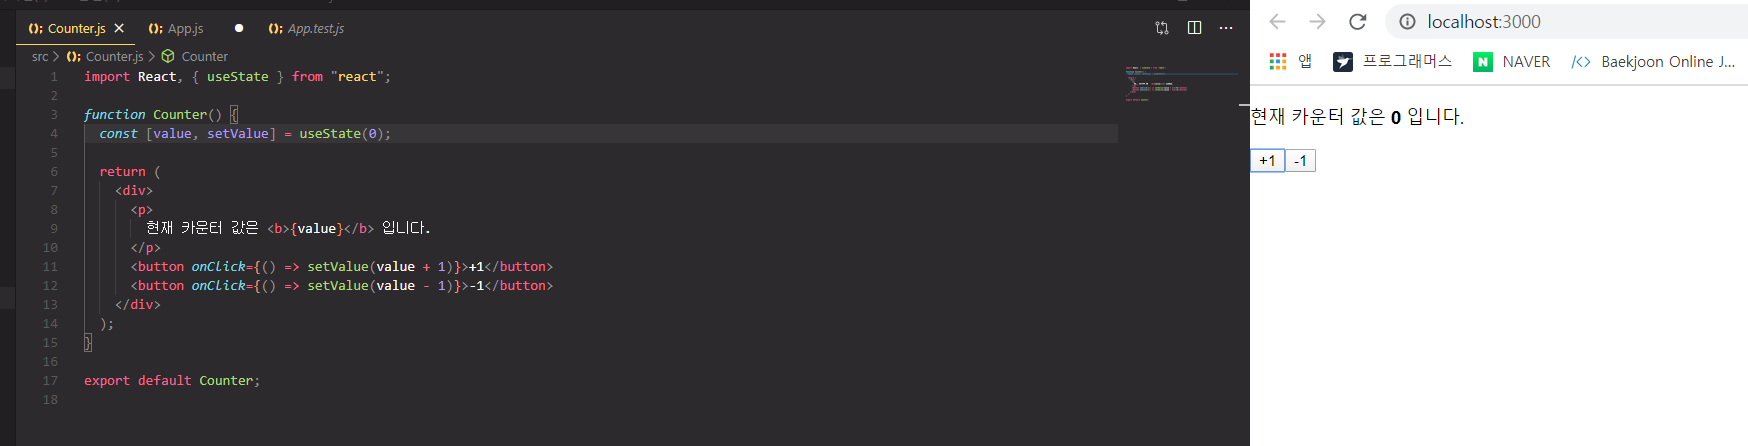 Counter.js
App.js
App.test.js
src > Counter.js > Counter
1 import React, { useState } from "react";
2
3 function Counter() {
4 const [value, setValue] = useState(0);
5
6 return (
7 <div>
8 <p>
9 현재 카운터 값은 <b>{value}</b> 입니다.
10 </p>
11 <button onClick={() => setValue(value + 1)}>+1</button>
12 <button onClick={() => setValue(value - 1)}>-1</button>
13 </div>
14 );
15 }
16
17 export default Counter;
18
localhost:3000
앱 프로그래머스 N NAVER </> Baekjoon Online J...
현재 카운터 값은 0 입니다.
+1 -1